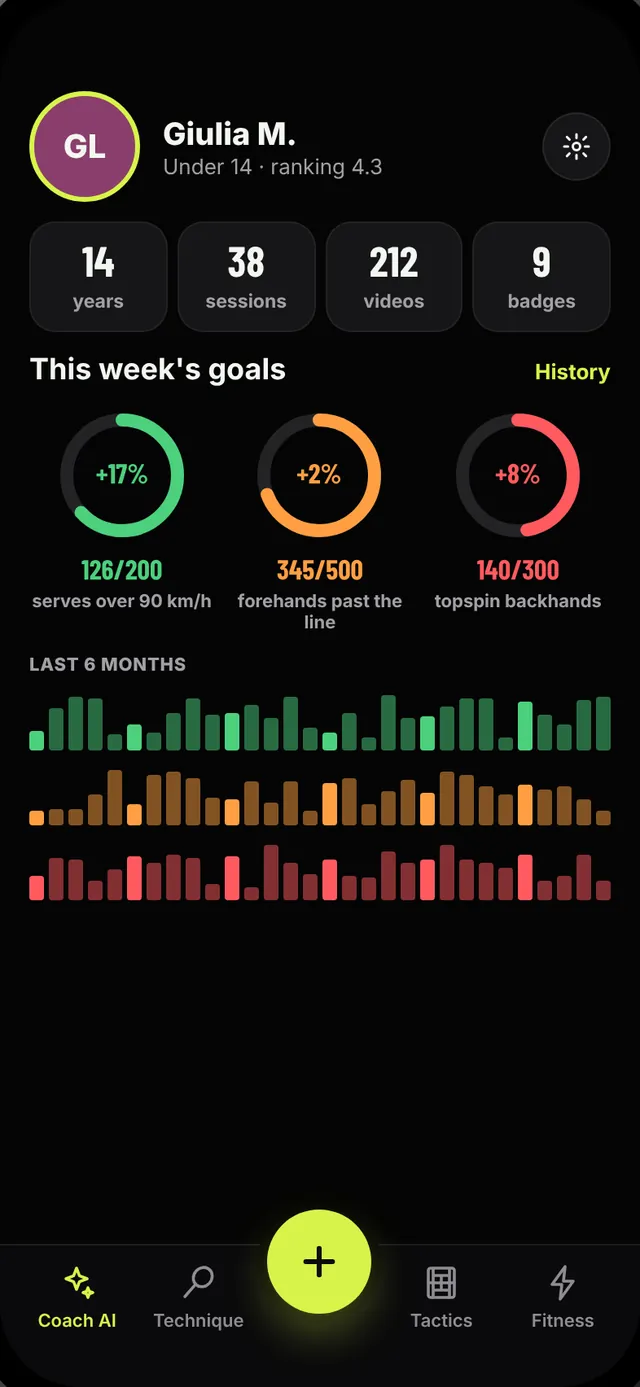 GL
Giulia M.
Under 14 · ranking 4.3
14
years
38
sessions
212
videos
9
badges
This week's goals
History
+17%
126/200
serves over 90 km/h
+2%
345/500
forehands past the
line
+8%
140/300
topspin backhands
LAST 6 MONTHS
Coach AI
Technique
Tactics
Fitness